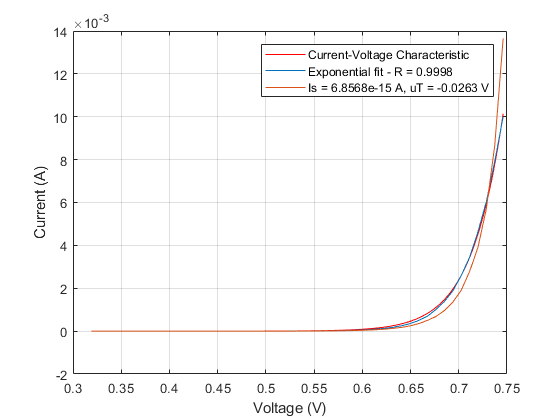 ×10-3
14
12
10
8
6
4
2
0
-2
Current (A)
Current-Voltage Characteristic
Exponential fit - R = 0.9998
Is = 6.8568e-15 A, uT = -0.0263 V
0.3 0.35 0.4 0.45 0.5 0.55 0.6 0.65 0.7 0.75
Voltage (V)